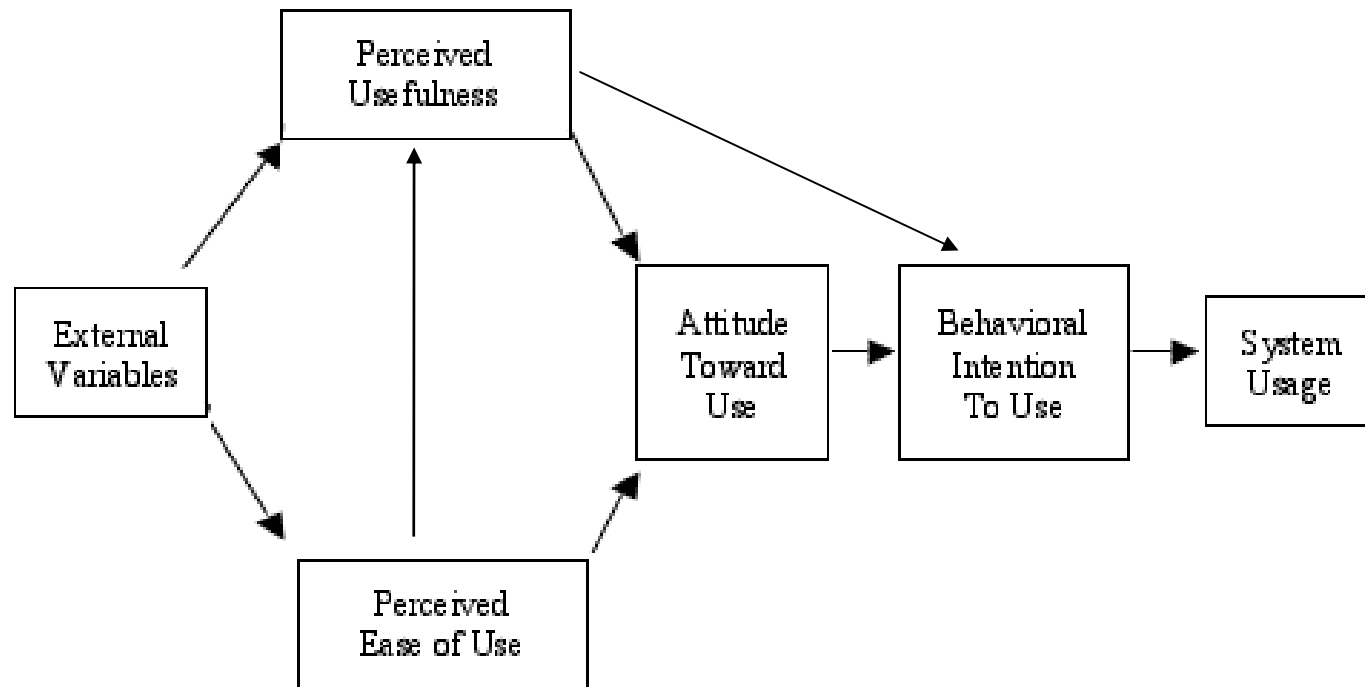 Perceived
Usefulness
External
Variables
Attitude
Toward
Use
Behavioral
Intention
To Use
System
Usage
Perceived
Ease of Use